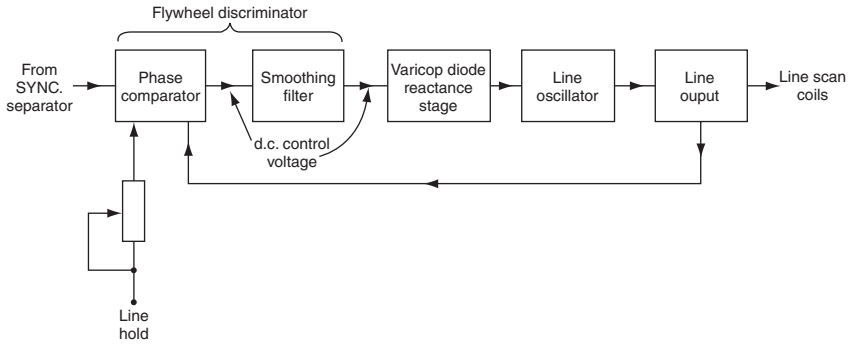 Flywheel discriminator
From
SYNC.
separator
Phase
comparator
Smoothing
filter
Varicop diode
reactance
stage
Line
oscillator
Line
ouput
Line scan
coils
d.c. control
voltage
Line
hold